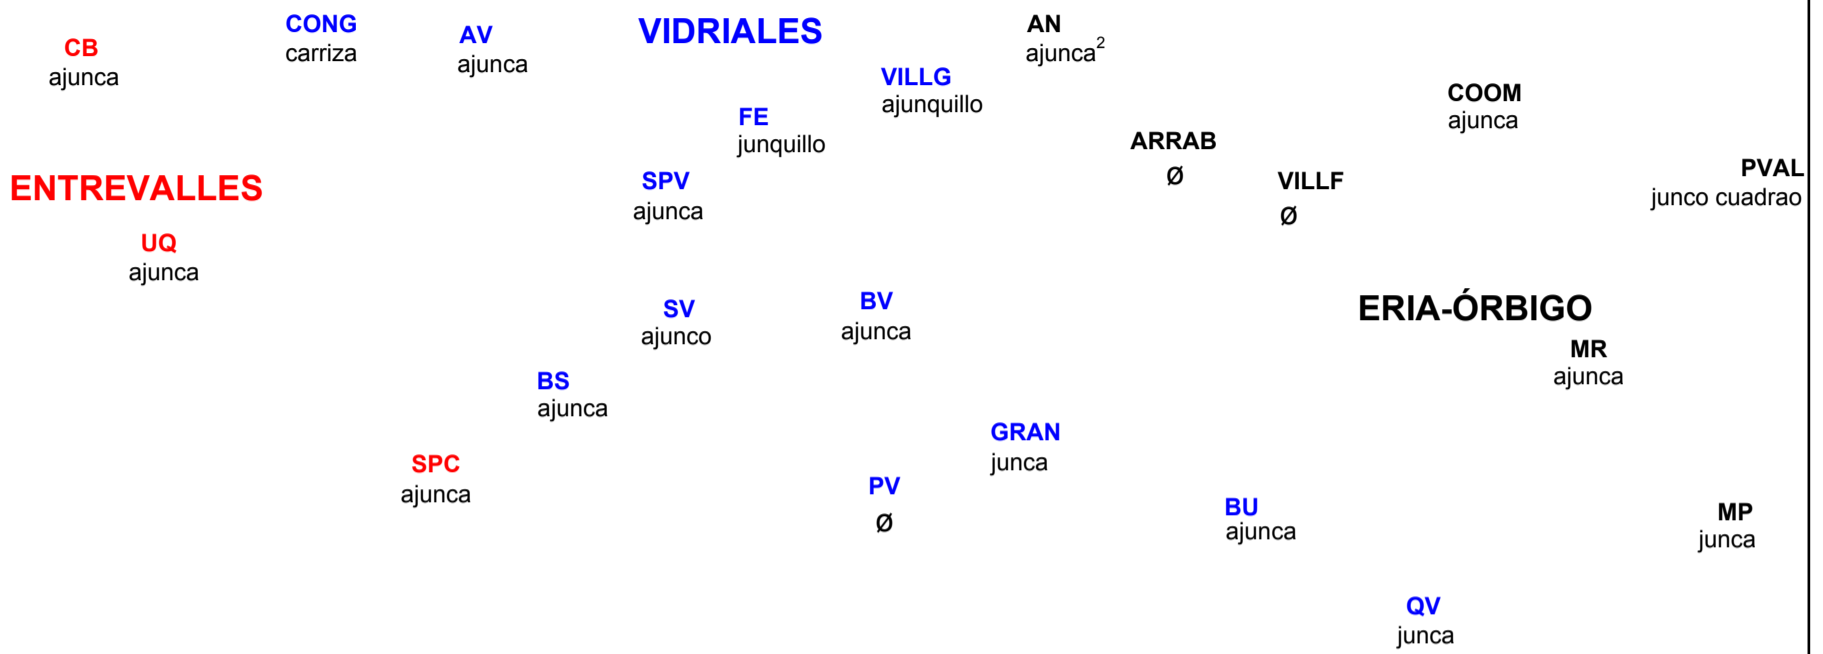 CONG
carriza
AV
ajunca
VIDRIALES
AN
ajunca²
CB
ajunca
VILLG
ajunquillo
COOM
ajunca
FE
junquillo
ARRAB
Ø
PVAL
junco cuadrao
ENTREVALLES
SPV
ajunca
VILLF
Ø
UQ
ajunca
SV
ajunco
BV
ajunca
ERIA-ÓRBIGO
MR
ajunca
BS
ajunca
GRAN
junca
SPC
ajunca
PV
Ø
BU
ajunca
MP
junca
QV
junca